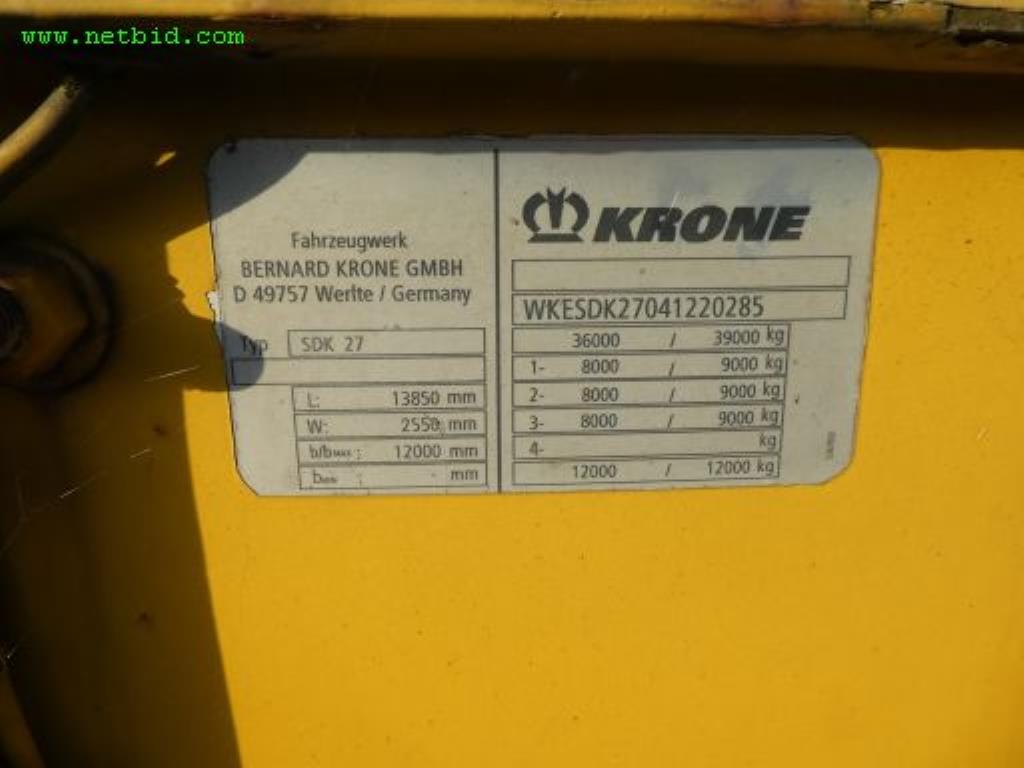 www.netbid.com
Fahrzeugwerk
BERNARD KRONE GMBH
D 49757 Werlte / Germany
Typ SDK 27
L: 13850 mm
W: 2550 mm
b/bMAX : 12000 mm
bMIN : mm
KRONE
WKESDK27041220285
36000 / 39000 kg
1- 8000 / 9000 kg
2- 8000 / 9000 kg
3- 8000 / 9000 kg
4- kg
12000 / 12000 kg